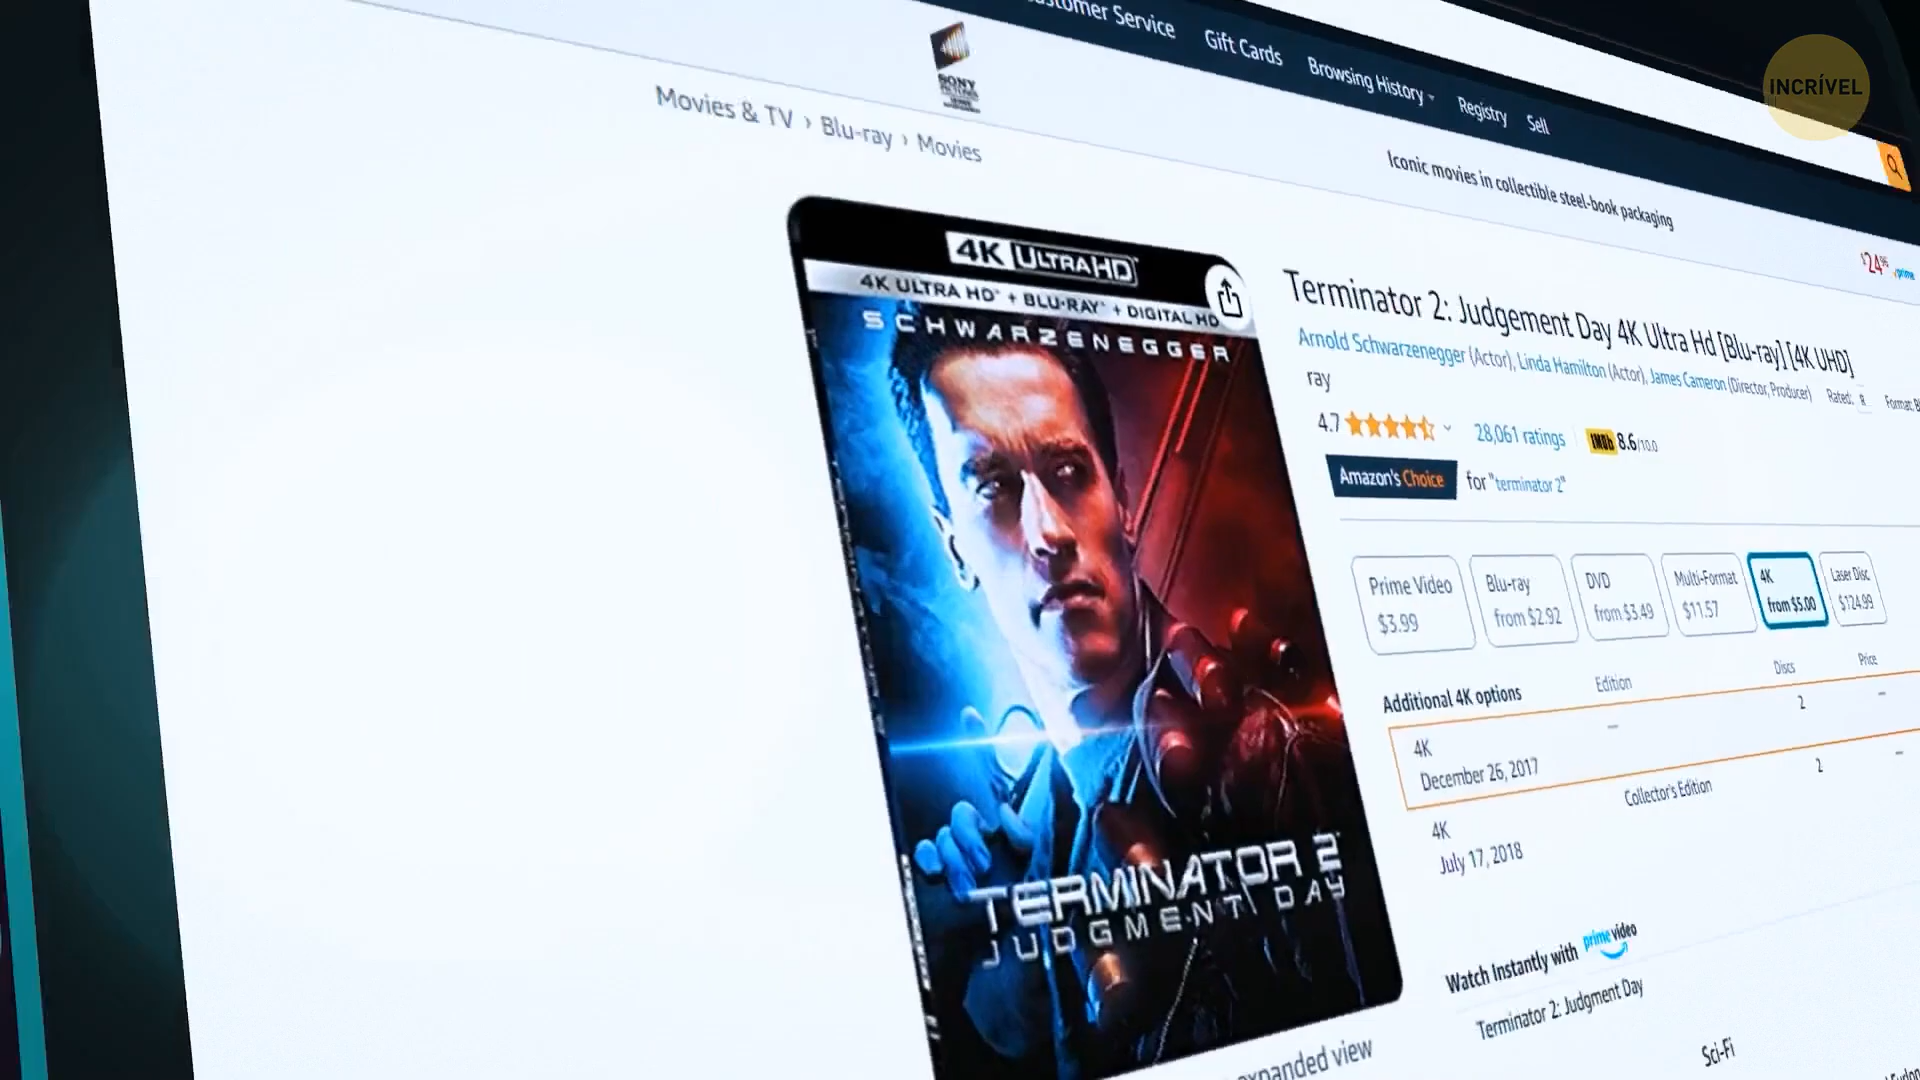 Customer Service
Gift Cards
Browsing History
Registry
Sell
INCRÍVEL
SONY
Movies & TV › Blu-ray › Movies
Iconic movies in collectible steel-book packaging
$24
prime
4K ULTRAHD
4K ULTRA HD + BLU-RAY + DIGITAL HD
SCHWARZENEGGER
TERMINATOR 2
JUDGMENT DAY
Terminator 2: Judgement Day 4K Ultra Hd [Blu-ray] [4K UHD]
Arnold Schwarzenegger (Actor), Linda Hamilton (Actor), James Cameron (Director, Producer) Rated: R Format: B
ray
4.7
28,061 ratings
IMDb 8.6/10.0
Amazon's Choice for "terminator 2"
Prime Video
$3.99
Blu-ray
from $2.92
DVD
from $3.49
Multi-Format
$11.57
4K
from $5.00
Laser Disc
$124.99
Additional 4K options Edition Discs Price
4K
December 26, 2017 — 2 —
4K
July 17, 2018 Collector's Edition 2 —
Watch Instantly with prime video
Terminator 2: Judgment Day
Sci-Fi
expanded view